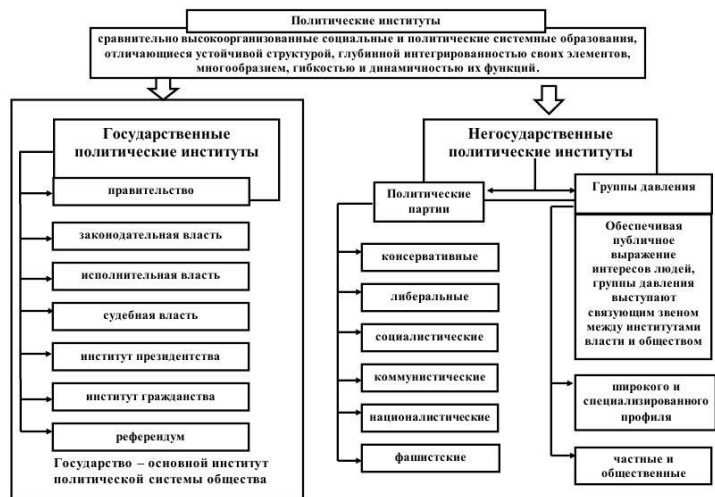 Политические институты
сравнительно высокоорганизованные социальные и политические системные образования,
отличающиеся устойчивой структурой, глубинной интегрированностью своих элементов,
многообразием, гибкостью и динамичностью их функций.
Государственные
политические институты
правительство
законодательная власть
исполнительная власть
судебная власть
институт президентства
институт гражданства
референдум
Государство – основной институт
политической системы общества
Негосударственные
политические институты
Политические
партии
консервативные
либеральные
социалистические
коммунистические
националистические
фашистские
Группы давления
Обеспечивая
публичное
выражение
интересов людей,
группы давления
выступают
связующим звеном
между институтами
власти и обществом
широкого и
специализированного
профиля
частные и
общественные